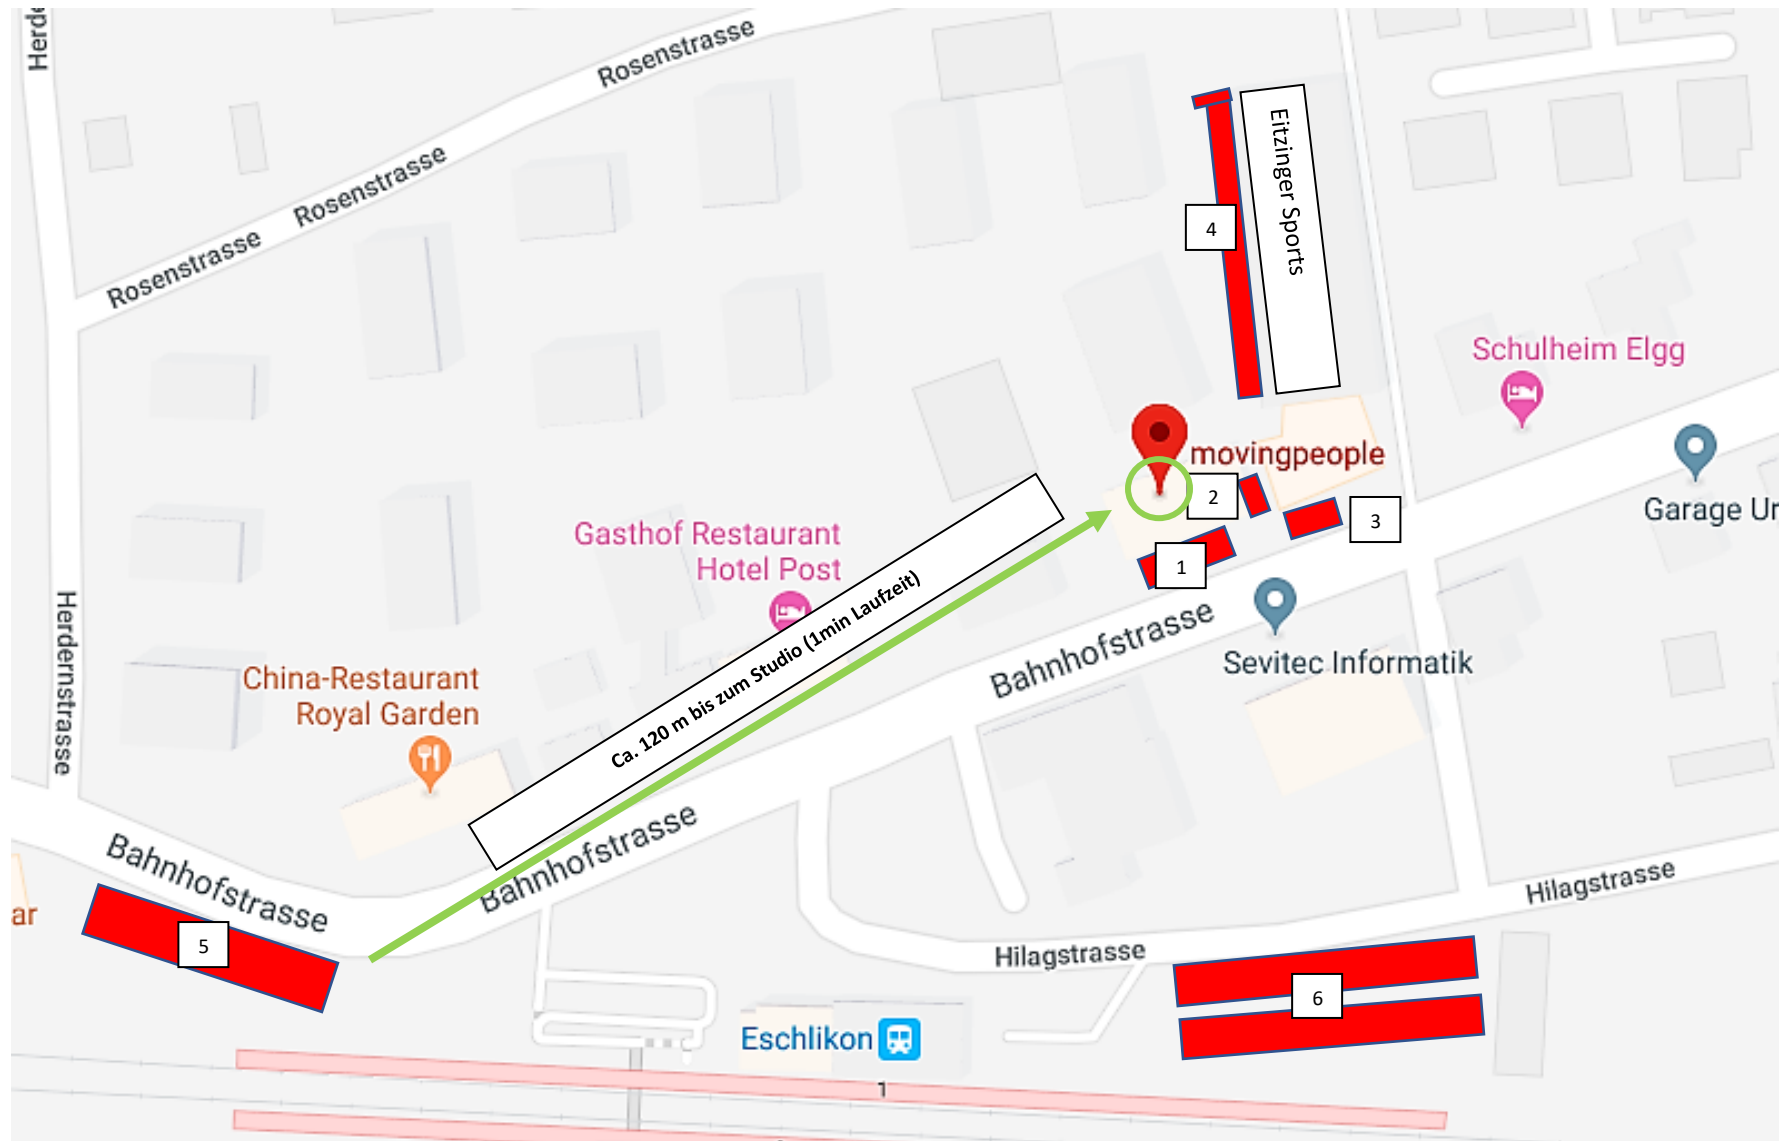 Herde
Rosenstrasse
Rosenstrasse
Rosenstrasse
Eitzinger Sports
4
Schulheim Elgg
movingpeople
2
3
1
Garage Ur
Gasthof Restaurant
Hotel Post
Ca. 120 m bis zum Studio (1min Laufzeit)
Bahnhofstrasse
Sevitec Informatik
Herdernstrasse
China-Restaurant
Royal Garden
Bahnhofstrasse
Bahnhofstrasse
ar
5
Hilagstrasse
Hilagstrasse
6
Eschlikon
1